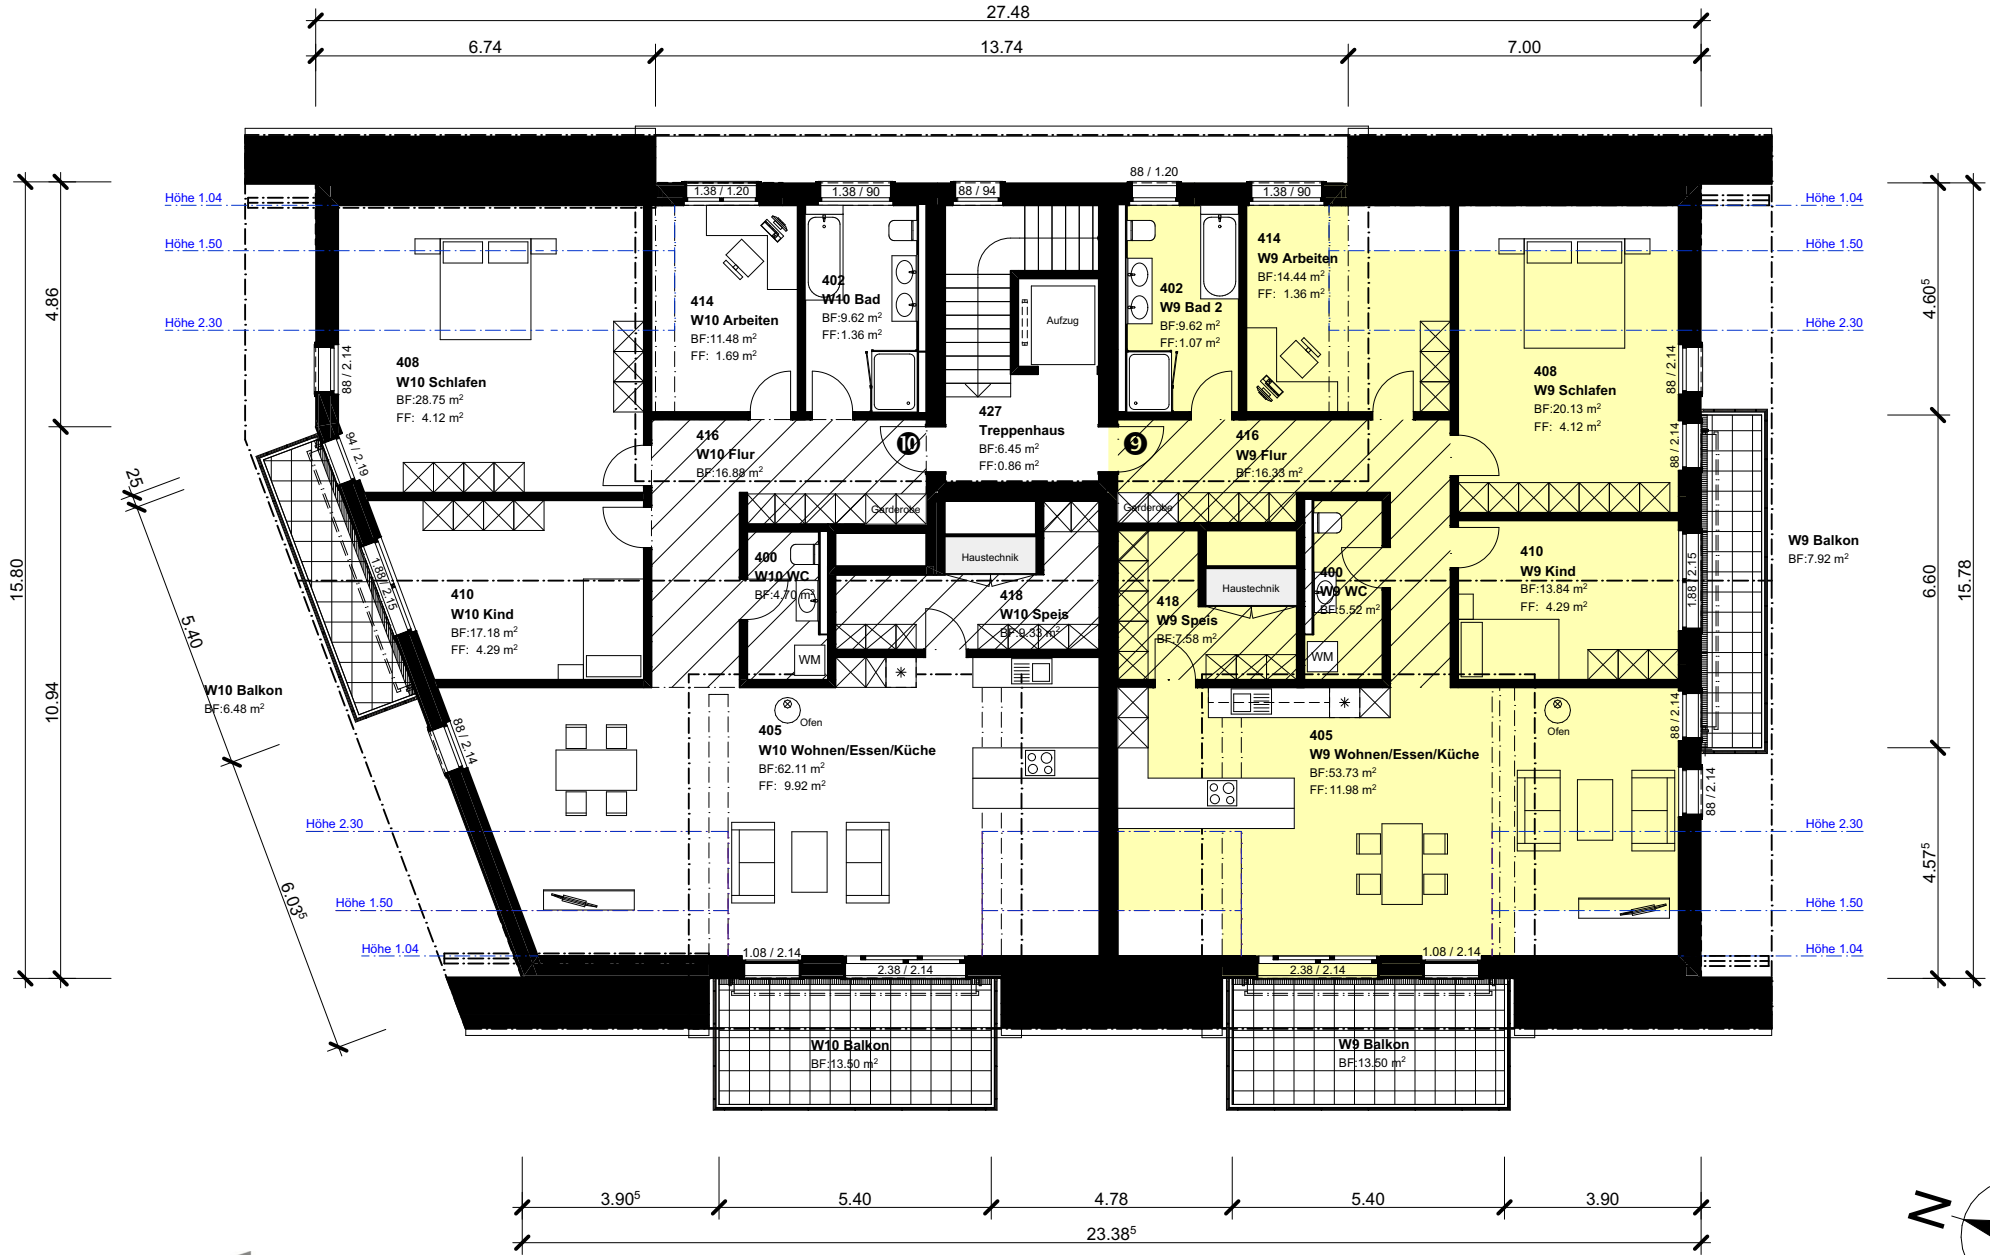 27.48
6.74
13.74
7.00
88 / 1.20
1.38 / 1.20
1.38 / 90
88 / 94
1.38 / 90
Höhe 1.04
Höhe 1.04
Höhe 1.50
Höhe 1.50
Höhe 2.30
Höhe 2.30
4.86
15.80
10.94
25
5.40
6.03⁵
4.60⁵
6.60
15.78
4.57⁵
408
W10 Schlafen
BF:28.75 m²
FF: 4.12 m²
88 / 2.14
94 / 2.19
414
W10 Arbeiten
BF:11.48 m²
FF: 1.69 m²
402
W10 Bad
BF:9.62 m²
FF:1.36 m²
Aufzug
402
W9 Bad 2
BF:9.62 m²
FF:1.07 m²
414
W9 Arbeiten
BF:14.44 m²
FF: 1.36 m²
408
W9 Schlafen
BF:20.13 m²
FF: 4.12 m²
88 / 2.14
88 / 2.14
416
W10 Flur
BF:16.88 m²
10
427
Treppenhaus
BF:6.45 m²
FF:0.86 m²
9
416
W9 Flur
BF:16.33 m²
Garderobe
Garderobe
400
W10 WC
BF:4.70 m²
WM
Haustechnik
418
W10 Speis
BF:9.33 m²
Haustechnik
418
W9 Speis
BF:7.58 m²
400
W9 WC
BF:5.52 m²
WM
410
W9 Kind
BF:13.84 m²
FF: 4.29 m²
1.88 / 2.15
W9 Balkon
BF:7.92 m²
410
W10 Kind
BF:17.18 m²
FF: 4.29 m²
1.88 / 2.15
W10 Balkon
BF:6.48 m²
88 / 2.14
Ofen
405
W10 Wohnen/Essen/Küche
BF:62.11 m²
FF: 9.92 m²
405
W9 Wohnen/Essen/Küche
BF:53.73 m²
FF: 11.98 m²
Ofen
88 / 2.14
88 / 2.14
Höhe 2.30
Höhe 2.30
Höhe 1.50
Höhe 1.50
Höhe 1.04
Höhe 1.04
1.08 / 2.14
2.38 / 2.14
2.38 / 2.14
1.08 / 2.14
W10 Balkon
BF:13.50 m²
W9 Balkon
BF:13.50 m²
3.90⁵
5.40
4.78
5.40
3.90
23.38⁵
N